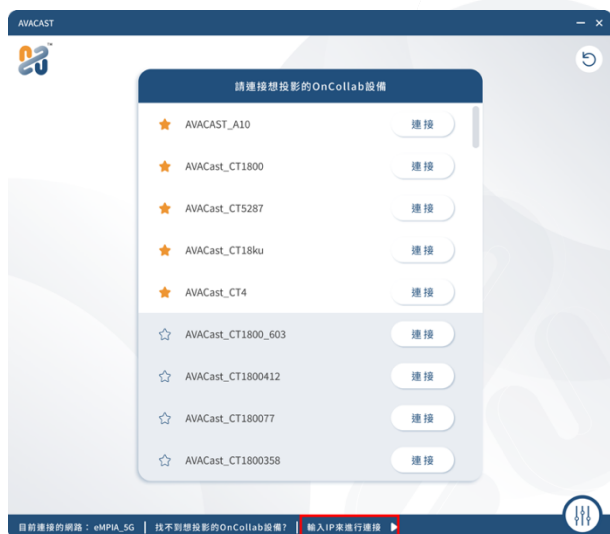 AVACAST
請連接想投影的OnCollab設備
AVACAST_A10 連接
AVACast_CT1800 連接
AVACast_CT5287 連接
AVACast_CT18ku 連接
AVACast_CT4 連接
AVACast_CT1800_603 連接
AVACast_CT1800412 連接
AVACast_CT180077 連接
AVACast_CT1800358 連接
目前連接的網路： eMPIA_5G | 找不到想投影的OnCollab設備? | 輸入IP來進行連接